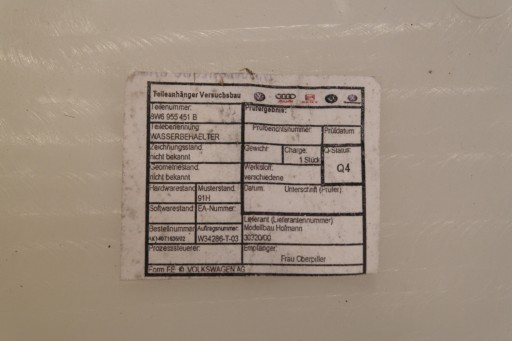 Teileanhänger Versuchsbau
Teilenummer:
8W6 955 451 B
Teilebenennung
WASSERBEHAELTER
Zeichnungsstand:
nicht bekannt
Geometriestand:
nicht bekannt
Hardwarestand: Musterstand:
91H
Softwarestand: EA-Nummer:
Bestellnummer: Auftragsnummer
W34286-T-03
Prozesssteuerer:
Form FE © VOLKSWAGEN AG
Prüfergebnis:
Prüfberichtsnummer: Prüfdatum
Gewicht: Charge: Q-Status:
1 Stück
Q4
Werkstoff:
verschiedene
Datum: Unterschrift (Prüfer):
Lieferant (Lieferantennummer)
Modellbau Hofmann
30720/00
Empfänger:
Frau Oberpiller